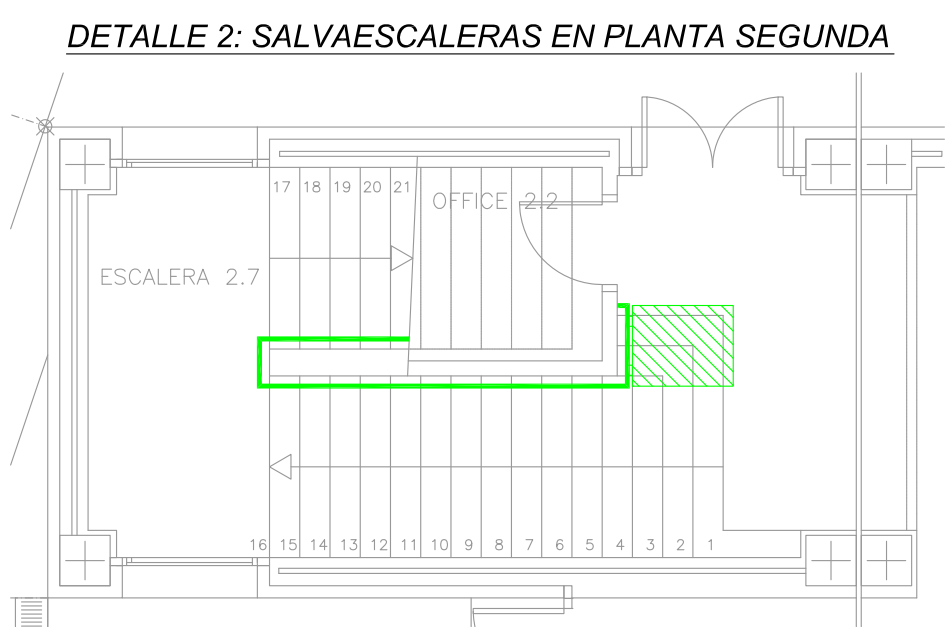 DETALLE 2: SALVAESCALERAS EN PLANTA SEGUNDA
17 18 19 20 21
OFFICE 2.2
ESCALERA 2.7
16 15 14 13 12 11 10 9 8 7 6 5 4 3 2 1